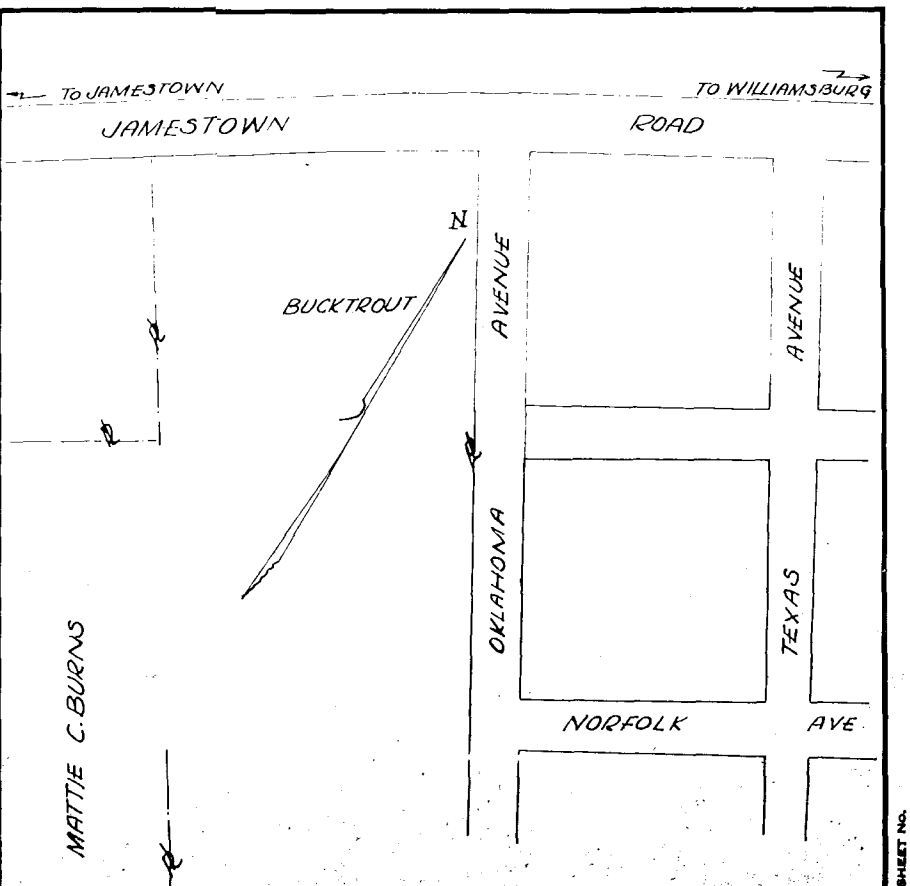 TO JAMESTOWN
TO WILLIAMSBURG
JAMESTOWN ROAD
N
BUCKTROUT
OKLAHOMA AVENUE
TEXAS AVENUE
MATTIE C. BURNS
NORFOLK AVE.
SHEET NO.